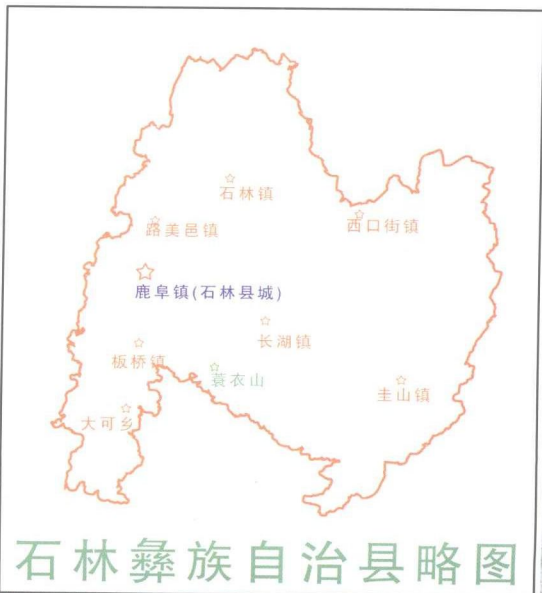 石林镇
路美邑镇
西口街镇
鹿阜镇(石林县城)
长湖镇
板桥镇
蓑衣山
圭山镇
大可乡
石林彝族自治县略图